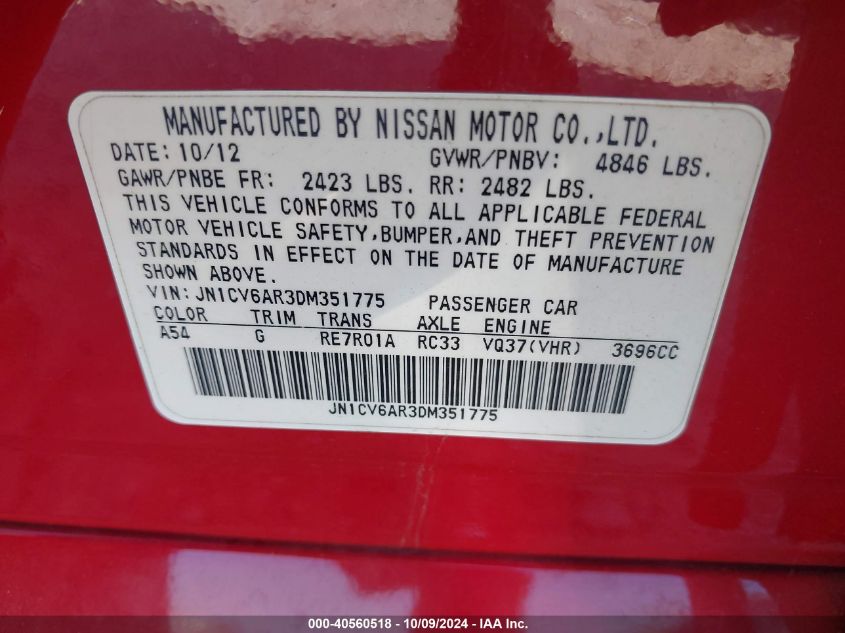 MANUFACTURED BY NISSAN MOTOR CO.,LTD.
DATE: 10/12 GVWR/PNBV: 4846 LBS.
GAWR/PNBE FR: 2423 LBS. RR: 2482 LBS.
THIS VEHICLE CONFORMS TO ALL APPLICABLE FEDERAL
MOTOR VEHICLE SAFETY,BUMPER,AND THEFT PREVENTION
STANDARDS IN EFFECT ON THE DATE OF MANUFACTURE
SHOWN ABOVE.
VIN: JN1CV6AR3DM351775 PASSENGER CAR
COLOR TRIM TRANS AXLE ENGINE
A54 G RE7R01A RC33 VQ37(VHR) 3696CC
JN1CV6AR3DM351775
000-40560518 - 10/09/2024 - IAA Inc.